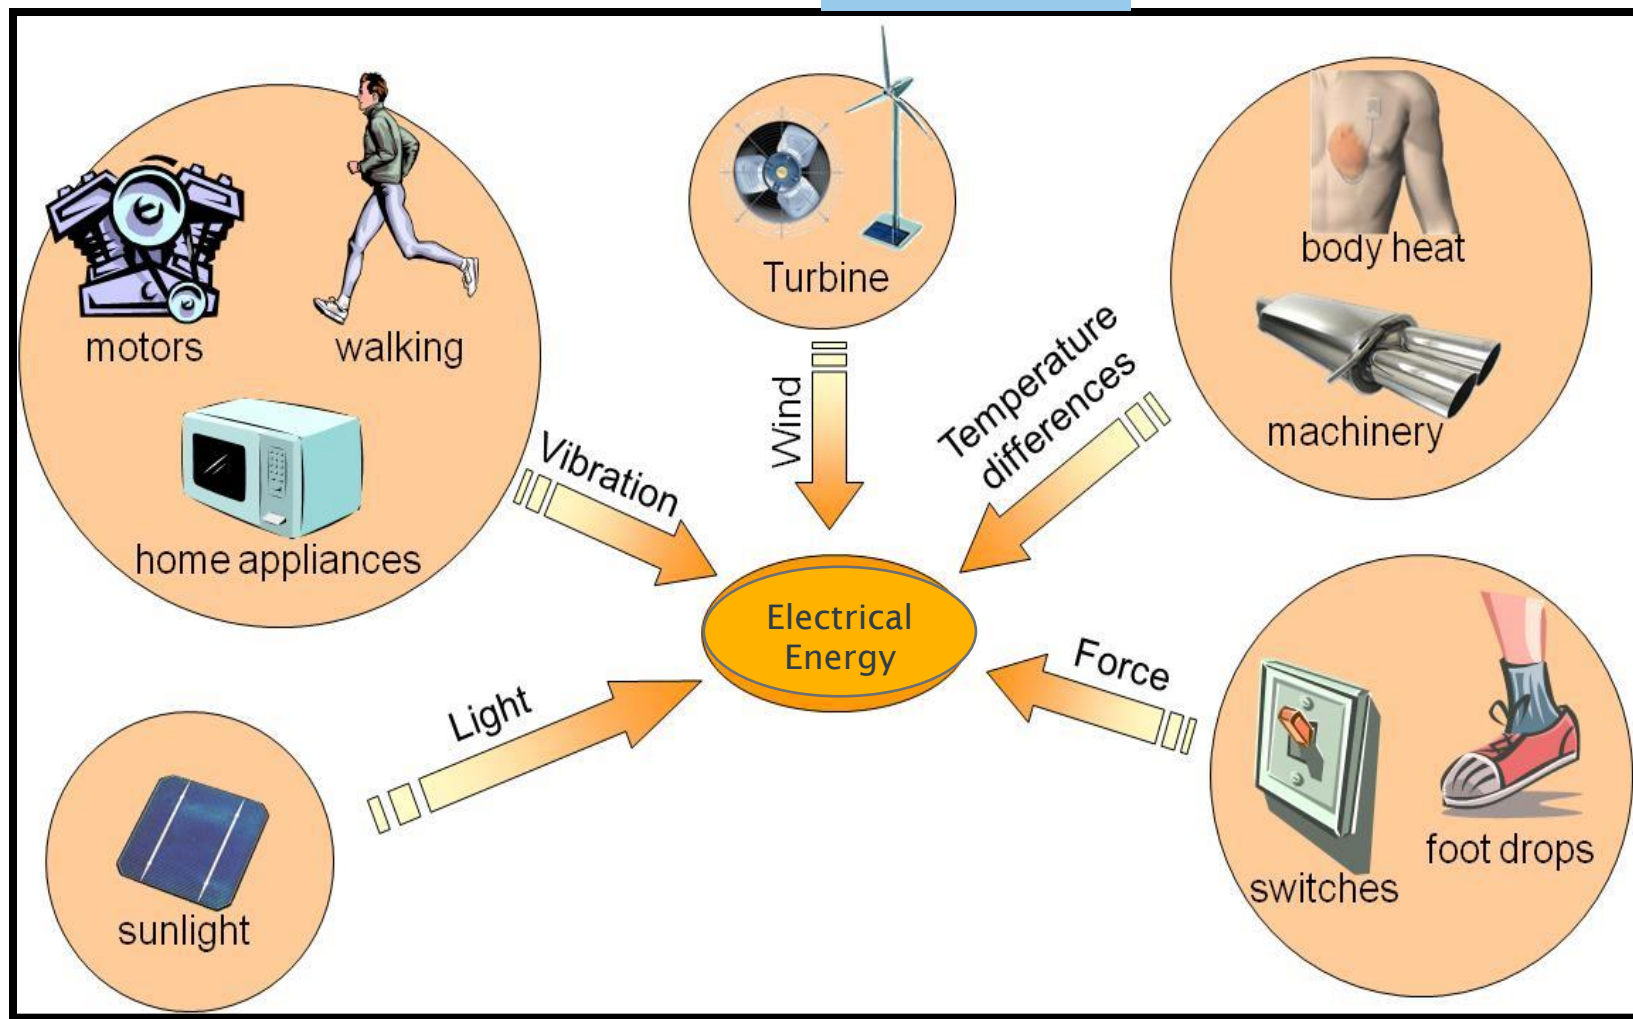 motors
walking
home appliances
Vibration
Turbine
Wind
Temperature
differences
body heat
machinery
Electrical
Energy
Light
sunlight
Force
switches
foot drops